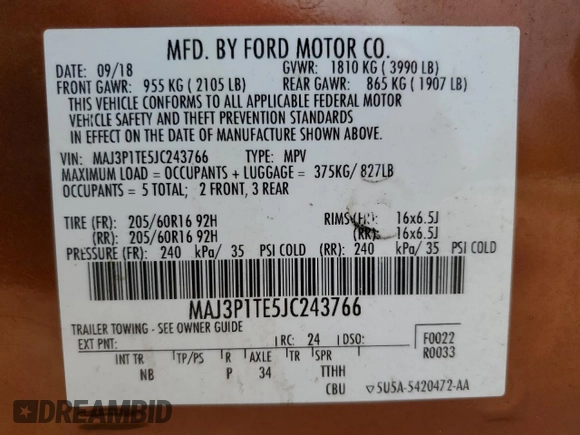 MFD. BY FORD MOTOR CO.
DATE: 09/18 GVWR: 1810 KG ( 3990 LB)
FRONT GAWR: 955 KG ( 2105 LB) REAR GAWR: 865 KG ( 1907 LB)
THIS VEHICLE CONFORMS TO ALL APPLICABLE FEDERAL MOTOR
VEHICLE SAFETY AND THEFT PREVENTION STANDARDS
IN EFFECT ON THE DATE OF MANUFACTURE SHOWN ABOVE.
VIN: MAJ3P1TE5JC243766 TYPE: MPV
MAXIMUM LOAD = OCCUPANTS + LUGGAGE = 375KG/ 827LB
OCCUPANTS = 5 TOTAL; 2 FRONT, 3 REAR
TIRE (FR): 205/60R16 92H RIMS(FR): 16x6.5J
(RR): 205/60R16 92H (RR): 16x6.5J
PRESSURE (FR): 240 kPa/ 35 PSI COLD (RR): 240 kPa/ 35 PSI COLD
MAJ3P1TE5JC243766
TRAILER TOWING - SEE OWNER GUIDE
EXT PNT: RC: 24 DSO: F0022
R0033
INT TR TP/PS R AXLE TR SPR
NB P 34 TTHH
CBU 5U5A-5420472-AA
DREAMBID